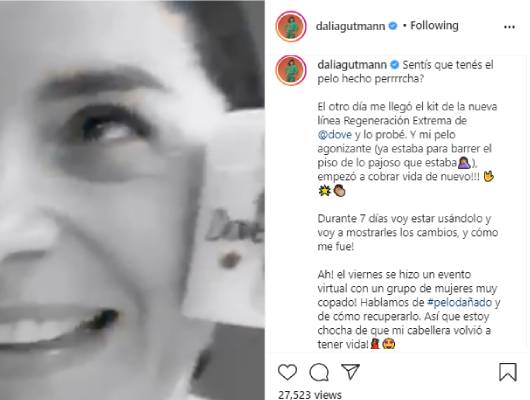 daliagutmann • Following
daliagutmann Sentís que tenés el
pelo hecho perrrrcha?
El otro día me llegó el kit de la nueva
línea Regeneración Extrema de
@dove y lo probé. Y mi pelo
agonizante (ya estaba para barrer el
piso de lo pajoso que estaba🤦🏽‍♀️),
empezó a cobrar vida de nuevo!!! 🤟
💥👏🏽
Durante 7 días voy estar usándolo y
voy a mostrarles los cambios, y cómo
me fue!
Ah! el viernes se hizo un evento
virtual con un grupo de mujeres muy
copado! Hablamos de #pelodañado y
de cómo recuperarlo. Así que estoy
chocha de que mi cabellera volvió a
tener vida!💃🤩
27,523 views
Dove